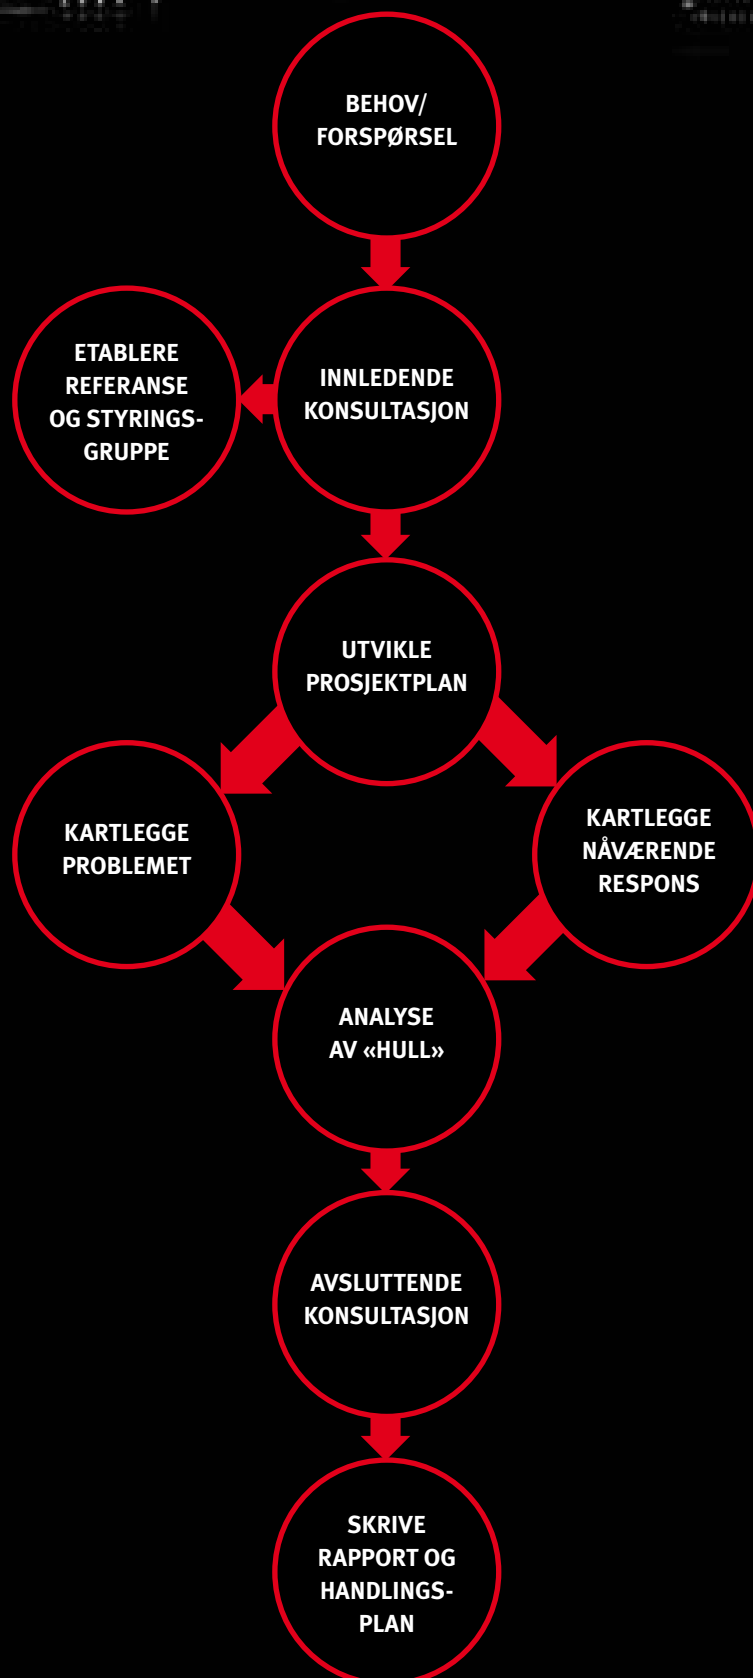 BEHOV/
FORSPØRSEL
ETABLERE
REFERANSE
OG STYRINGS-
GRUPPE
INNLEDENDE
KONSULTASJON
UTVIKLE
PROSJEKTPLAN
KARTLEGGE
PROBLEMET
KARTLEGGE
NÅVÆRENDE
RESPONS
ANALYSE
AV «HULL»
AVSLUTTENDE
KONSULTASJON
SKRIVE
RAPPORT OG
HANDLINGS-
PLAN